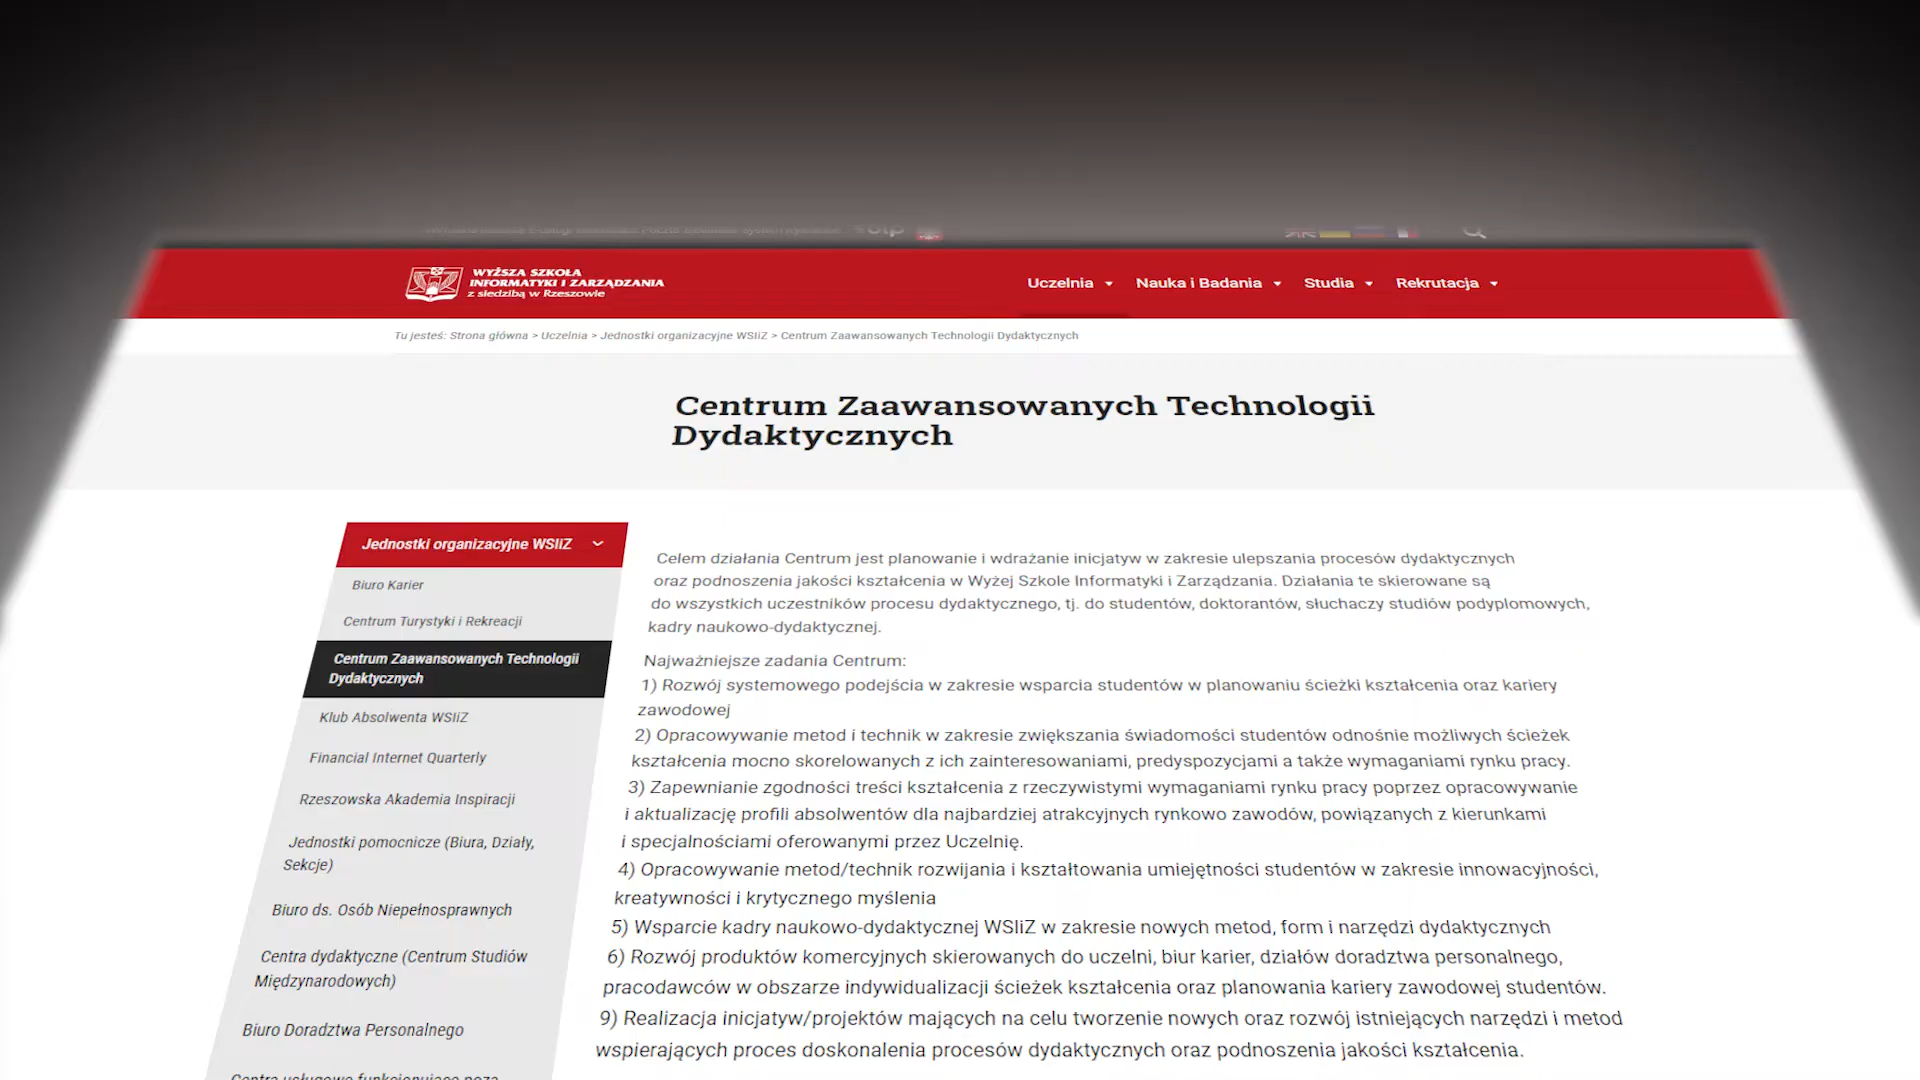 WYŻSZA SZKOŁA
INFORMATYKI I ZARZĄDZANIA
z siedzibą w Rzeszowie
Uczelnia
Nauka i Badania
Studia
Rekrutacja
Tu jesteś: Strona główna > Uczelnia > Jednostki organizacyjne WSIiZ > Centrum Zaawansowanych Technologii Dydaktycznych
Centrum Zaawansowanych Technologii
Dydaktycznych
Jednostki organizacyjne WSIiZ
Biuro Karier
Centrum Turystyki i Rekreacji
Centrum Zaawansowanych Technologii
Dydaktycznych
Klub Absolwenta WSIiZ
Financial Internet Quarterly
Rzeszowska Akademia Inspiracji
Jednostki pomocnicze (Biura, Działy,
Sekcje)
Biuro ds. Osób Niepełnosprawnych
Centra dydaktyczne (Centrum Studiów
Międzynarodowych)
Biuro Doradztwa Personalnego
Centra usługowe funkcjonujące poza
Celem działania Centrum jest planowanie i wdrażanie inicjatyw w zakresie ulepszania procesów dydaktycznych
oraz podnoszenia jakości kształcenia w Wyżej Szkole Informatyki i Zarządzania. Działania te skierowane są
do wszystkich uczestników procesu dydaktycznego, tj. do studentów, doktorantów, słuchaczy studiów podyplomowych,
kadry naukowo-dydaktycznej.
Najważniejsze zadania Centrum:
1) Rozwój systemowego podejścia w zakresie wsparcia studentów w planowaniu ścieżki kształcenia oraz kariery
zawodowej
2) Opracowywanie metod i technik w zakresie zwiększania świadomości studentów odnośnie możliwych ścieżek
kształcenia mocno skorelowanych z ich zainteresowaniami, predyspozycjami a także wymaganiami rynku pracy.
3) Zapewnianie zgodności treści kształcenia z rzeczywistymi wymaganiami rynku pracy poprzez opracowywanie
i aktualizację profili absolwentów dla najbardziej atrakcyjnych rynkowo zawodów, powiązanych z kierunkami
i specjalnościami oferowanymi przez Uczelnię.
4) Opracowywanie metod/technik rozwijania i kształtowania umiejętności studentów w zakresie innowacyjności,
kreatywności i krytycznego myślenia
5) Wsparcie kadry naukowo-dydaktycznej WSIiZ w zakresie nowych metod, form i narzędzi dydaktycznych
6) Rozwój produktów komercyjnych skierowanych do uczelni, biur karier, działów doradztwa personalnego,
pracodawców w obszarze indywidualizacji ścieżek kształcenia oraz planowania kariery zawodowej studentów.
9) Realizacja inicjatyw/projektów mających na celu tworzenie nowych oraz rozwój istniejących narzędzi i metod
wspierających proces doskonalenia procesów dydaktycznych oraz podnoszenia jakości kształcenia.